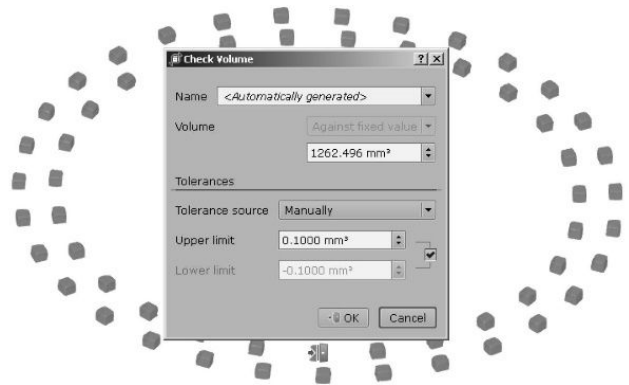 Check Volume
Name <Automatically generated>
Volume Against fixed value
1262.496 mm³
Tolerances
Tolerance source Manually
Upper limit 0.1000 mm³
Lower limit -0.1000 mm³
OK Cancel